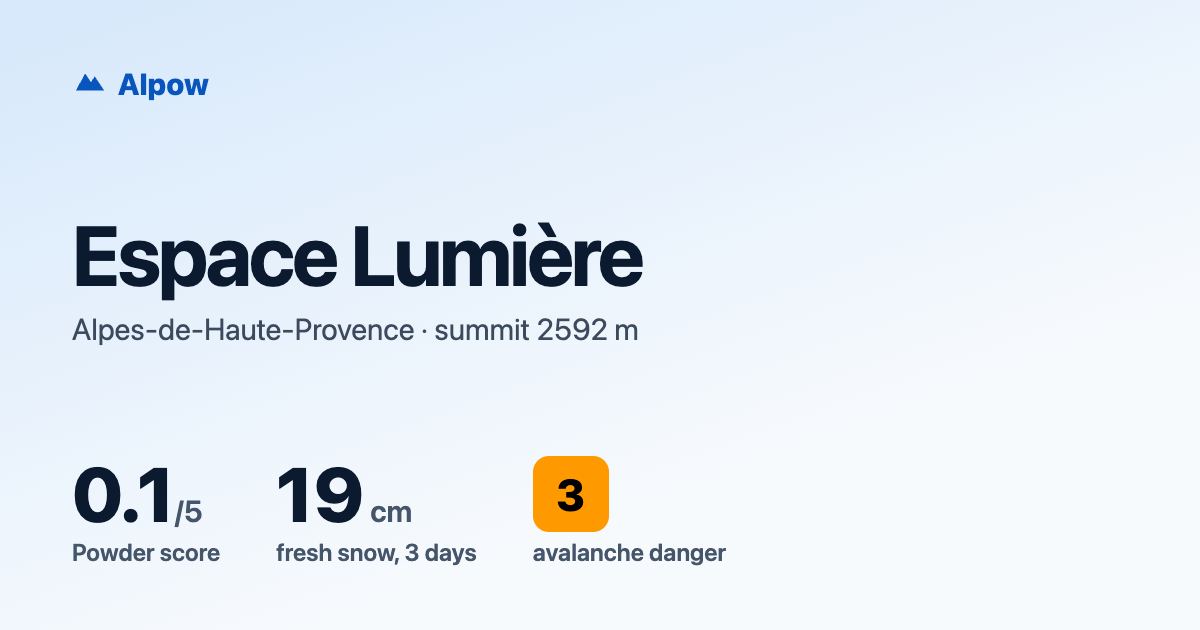 Alpow
Espace Lumière
Alpes-de-Haute-Provence · summit 2592 m
0.1/5 19 cm 3
Powder score fresh snow, 3 days avalanche danger